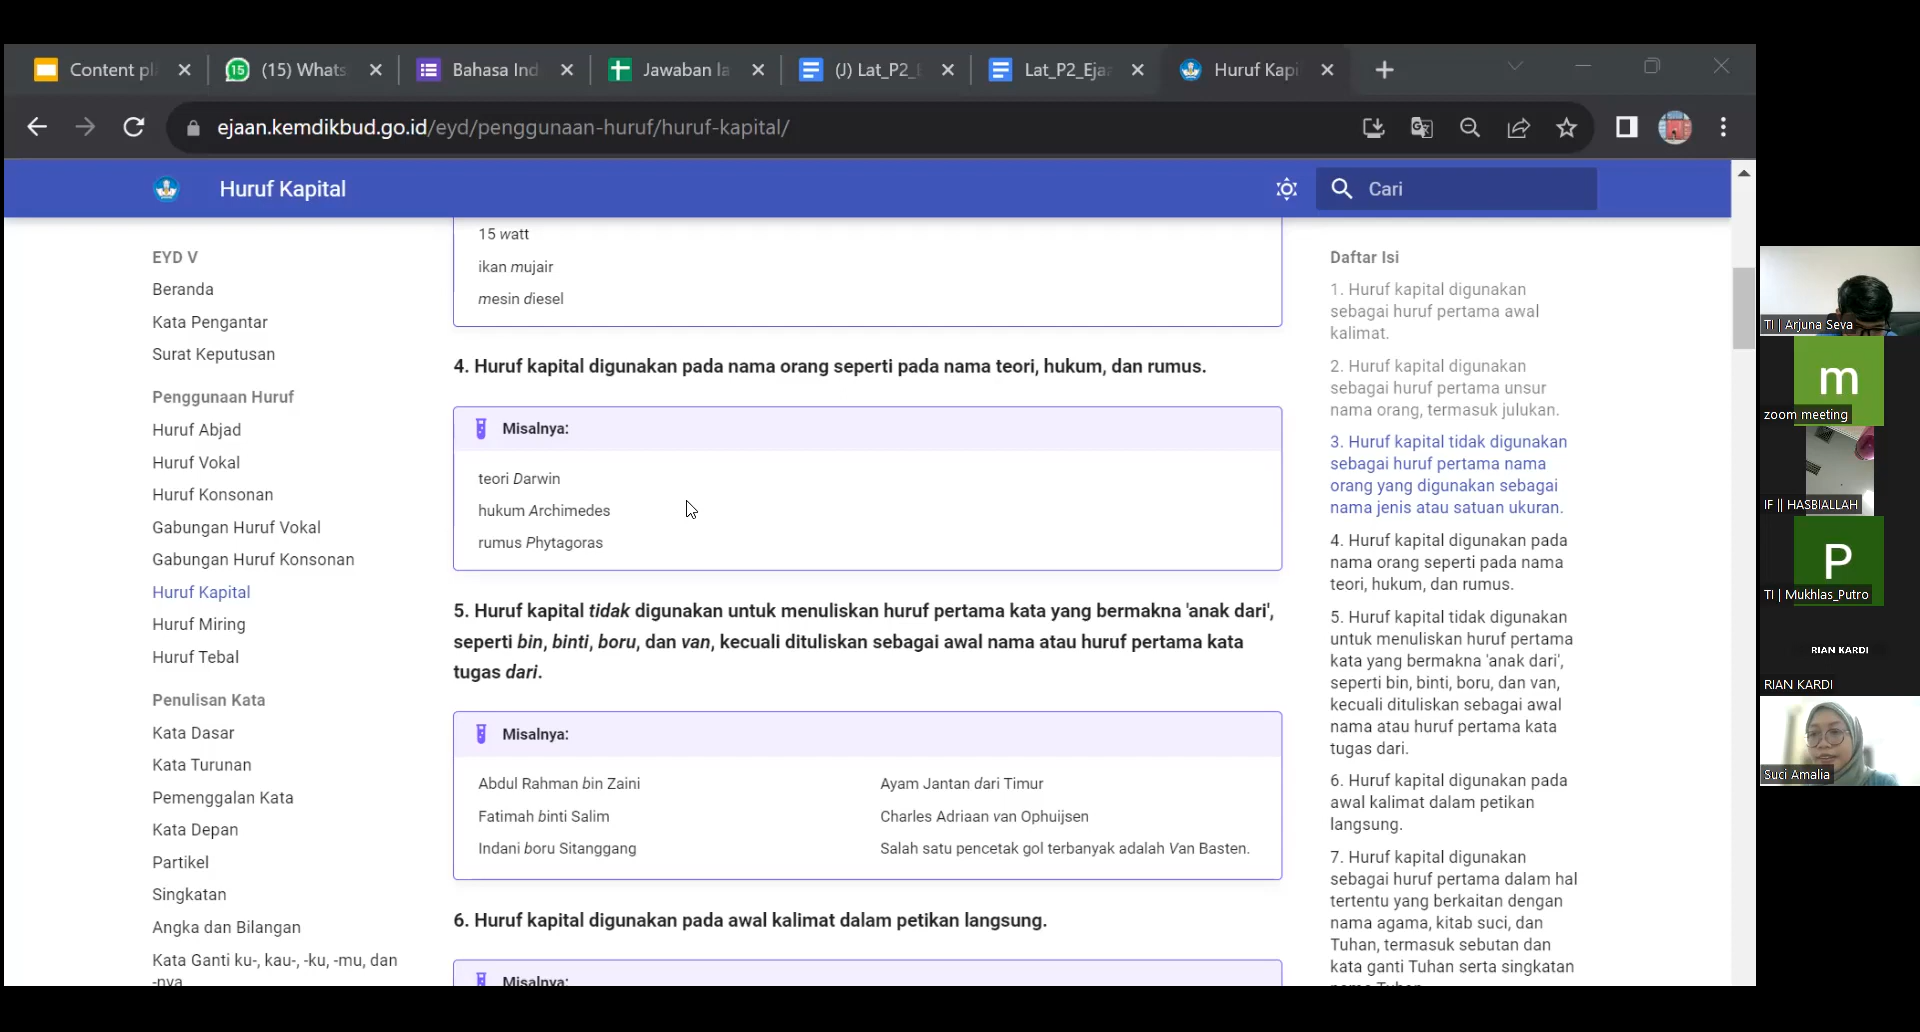 Content pl
(15) Whats
Bahasa Ind
Jawaban la
(J) Lat_P2_
Lat_P2_Eja
Huruf Kapi
ejaan.kemdikbud.go.id/eyd/penggunaan-huruf/huruf-kapital/
Huruf Kapital
Cari
EYD V
Beranda
Kata Pengantar
Surat Keputusan
Penggunaan Huruf
Huruf Abjad
Huruf Vokal
Huruf Konsonan
Gabungan Huruf Vokal
Gabungan Huruf Konsonan
Huruf Kapital
Huruf Miring
Huruf Tebal
Penulisan Kata
Kata Dasar
Kata Turunan
Pemenggalan Kata
Kata Depan
Partikel
Singkatan
Angka dan Bilangan
Kata Ganti ku-, kau-, -ku, -mu, dan
-nya
15 watt
ikan mujair
mesin diesel
4. Huruf kapital digunakan pada nama orang seperti pada nama teori, hukum, dan rumus.
Misalnya:
teori Darwin
hukum Archimedes
rumus Phytagoras
5. Huruf kapital tidak digunakan untuk menuliskan huruf pertama kata yang bermakna 'anak dari',
seperti bin, binti, boru, dan van, kecuali dituliskan sebagai awal nama atau huruf pertama kata
tugas dari.
Misalnya:
Abdul Rahman bin Zaini
Fatimah binti Salim
Indani boru Sitanggang
Ayam Jantan dari Timur
Charles Adriaan van Ophuijsen
Salah satu pencetak gol terbanyak adalah Van Basten.
6. Huruf kapital digunakan pada awal kalimat dalam petikan langsung.
Misalnya:
Daftar Isi
1. Huruf kapital digunakan
sebagai huruf pertama awal
kalimat.
2. Huruf kapital digunakan
sebagai huruf pertama unsur
nama orang, termasuk julukan.
3. Huruf kapital tidak digunakan
sebagai huruf pertama nama
orang yang digunakan sebagai
nama jenis atau satuan ukuran.
4. Huruf kapital digunakan pada
nama orang seperti pada nama
teori, hukum, dan rumus.
5. Huruf kapital tidak digunakan
untuk menuliskan huruf pertama
kata yang bermakna 'anak dari',
seperti bin, binti, boru, dan van,
kecuali dituliskan sebagai awal
nama atau huruf pertama kata
tugas dari.
6. Huruf kapital digunakan pada
awal kalimat dalam petikan
langsung.
7. Huruf kapital digunakan
sebagai huruf pertama dalam hal
tertentu yang berkaitan dengan
nama agama, kitab suci, dan
Tuhan, termasuk sebutan dan
kata ganti Tuhan serta singkatan
nama Tuhan
TI | Arjuna Seva
m
zoom meeting
IF || HASBIALLAH
P
TI | Mukhlas_Putro
RIAN KARDI
RIAN KARDI
Suci Amalia